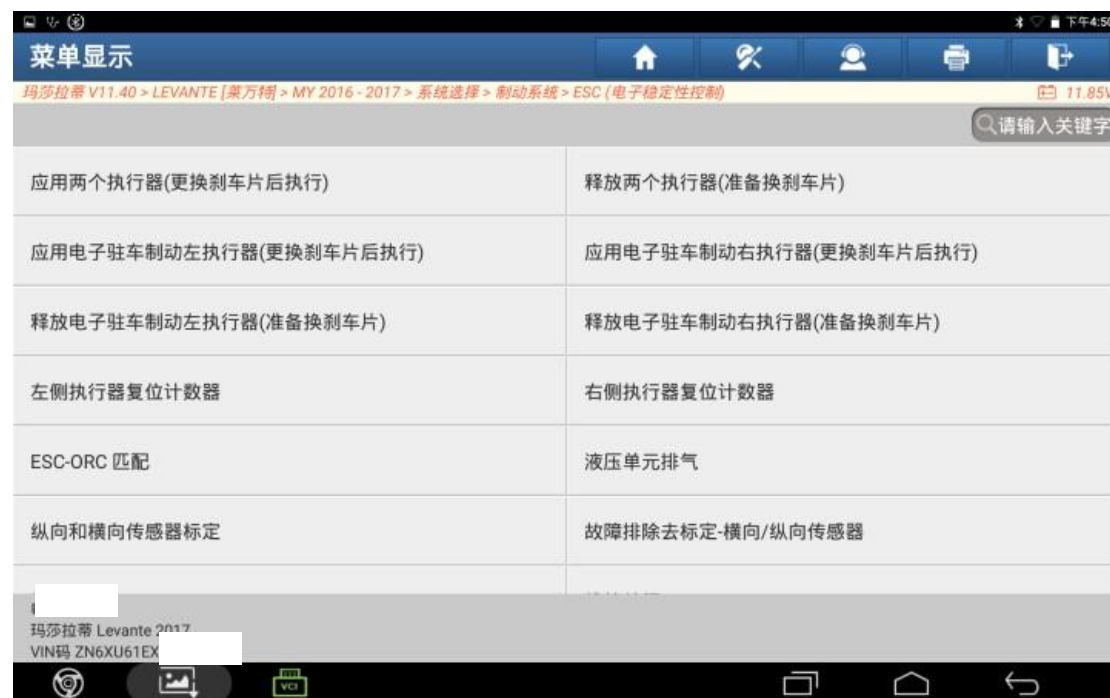 下午4:50
菜单显示
玛莎拉蒂 V11.40 > LEVANTE [莱万特] > MY 2016 - 2017 > 系统选择 > 制动系统 > ESC (电子稳定性控制)
11.85V
请输入关键字
应用两个执行器(更换刹车片后执行)
释放两个执行器(准备换刹车片)
应用电子驻车制动左执行器(更换刹车片后执行)
应用电子驻车制动右执行器(更换刹车片后执行)
释放电子驻车制动左执行器(准备换刹车片)
释放电子驻车制动右执行器(准备换刹车片)
左侧执行器复位计数器
右侧执行器复位计数器
ESC-ORC 匹配
液压单元排气
纵向和横向传感器标定
故障排除去标定-横向/纵向传感器
玛莎拉蒂 Levante 2017
VIN码 ZN6XU61EX
VCI